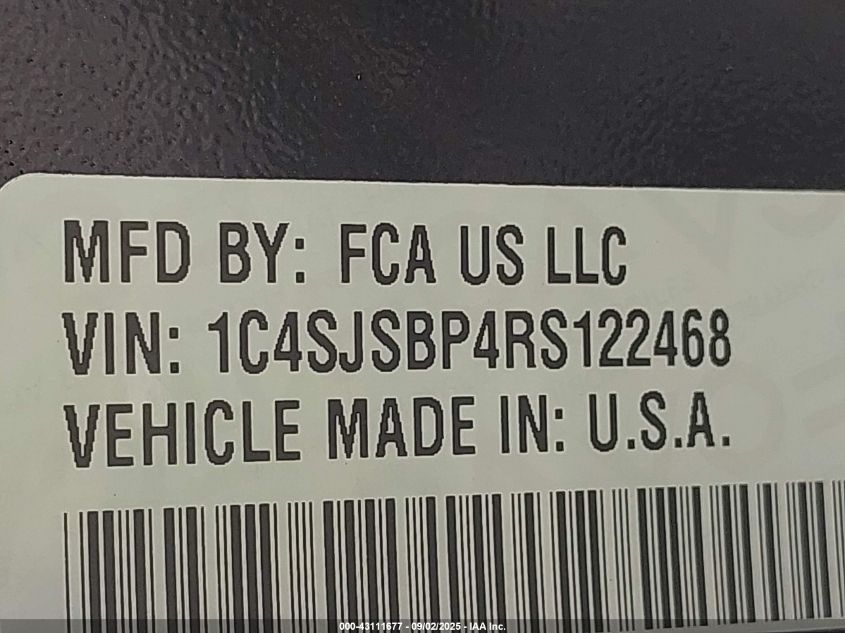 MFD BY: FCA US LLC
VIN: 1C4SJSBP4RS122468
VEHICLE MADE IN: U.S.A.
000-43111677 - 09/02/2025 - IAA Inc.